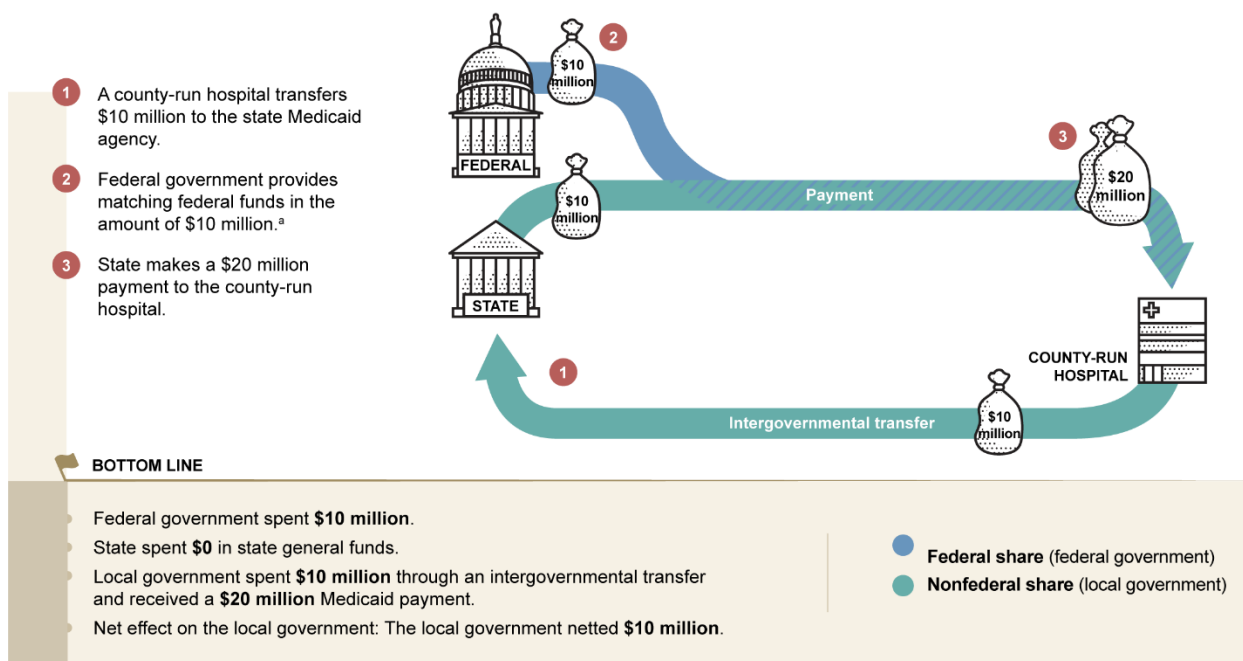 1
A county-run hospital transfers
$10 million to the state Medicaid
agency.
2
Federal government provides
matching federal funds in the
amount of $10 million.ᵃ
3
State makes a $20 million
payment to the county-run
hospital.
$10
million
2
FEDERAL
$10
million
Payment
3
$20
million
STATE
1
COUNTY-RUN
HOSPITAL
Intergovernmental transfer
$10
million
BOTTOM LINE
Federal government spent $10 million.
State spent $0 in state general funds.
Local government spent $10 million through an intergovernmental transfer
and received a $20 million Medicaid payment.
Net effect on the local government: The local government netted $10 million.
Federal share (federal government)
Nonfederal share (local government)